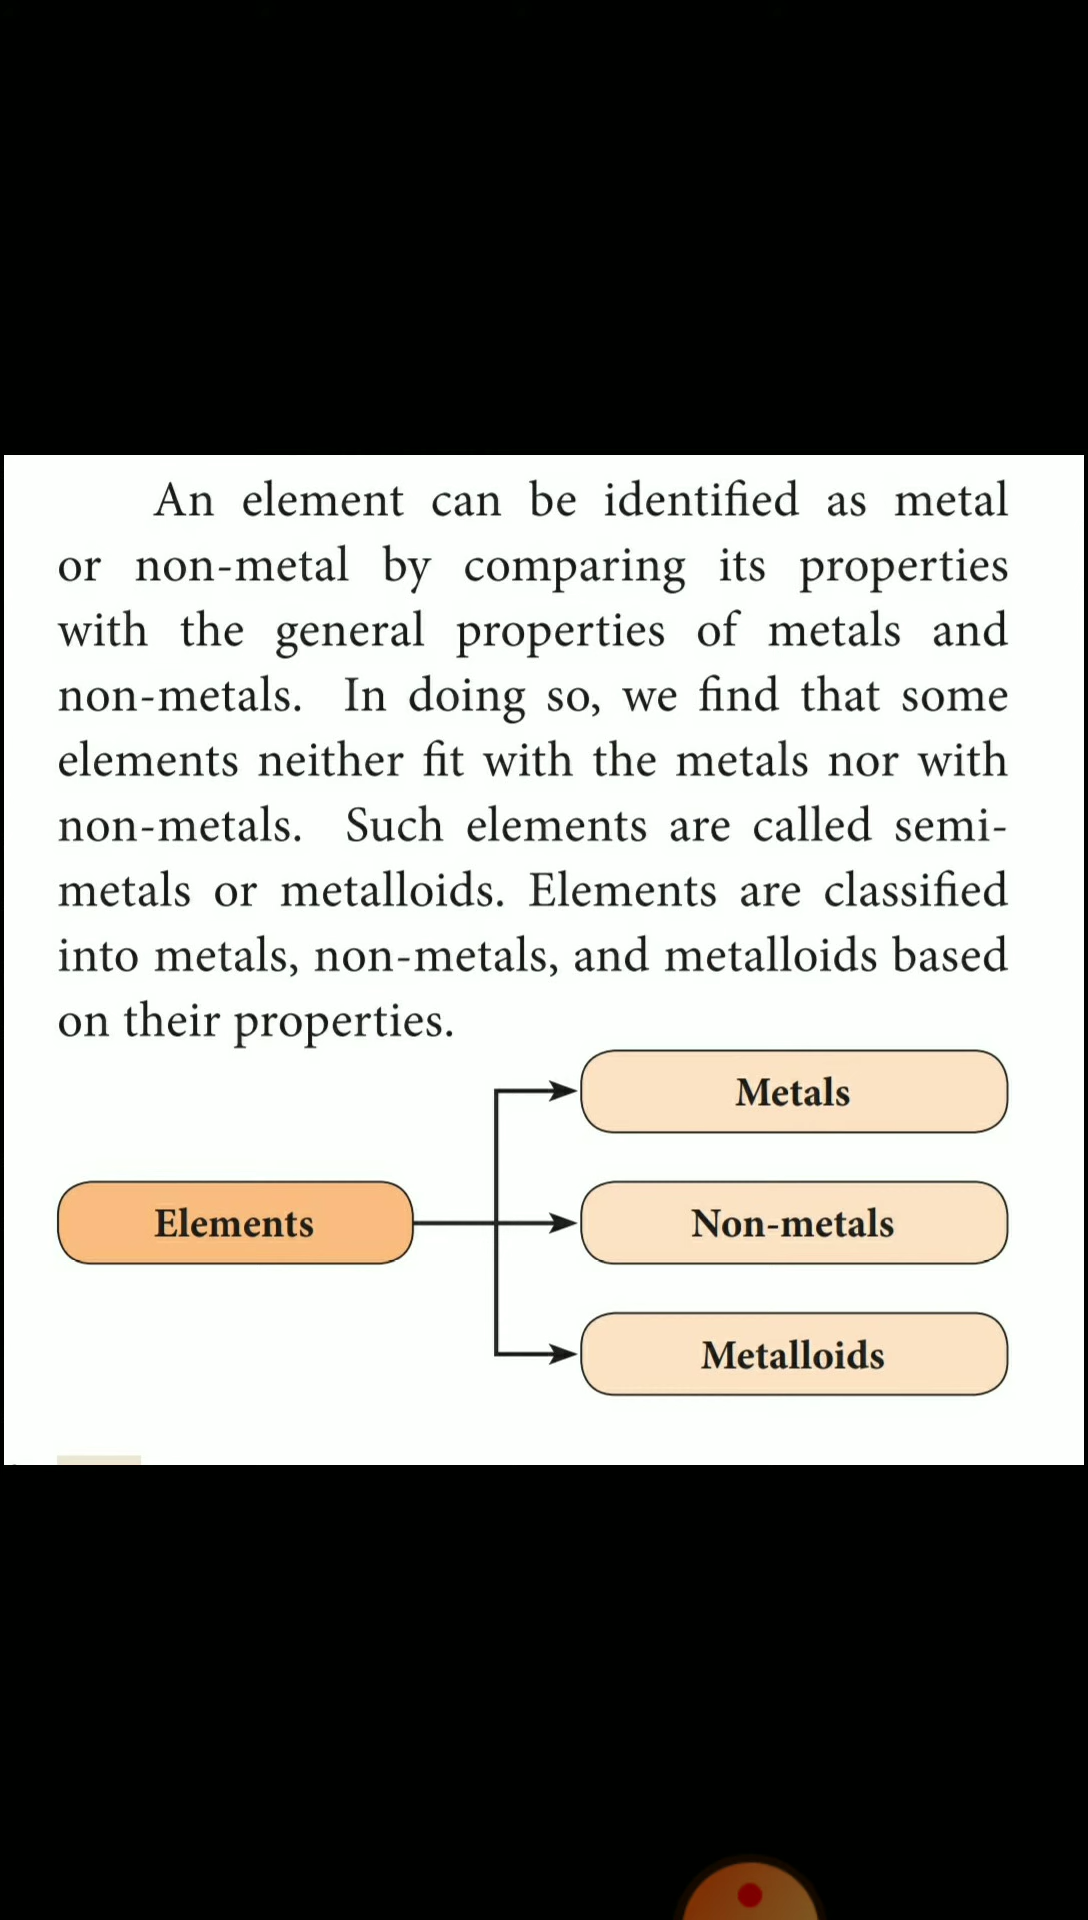 An element can be identified as metal
or non-metal by comparing its properties
with the general properties of metals and
non-metals. In doing so, we find that some
elements neither fit with the metals nor with
non-metals. Such elements are called semi-
metals or metalloids. Elements are classified
into metals, non-metals, and metalloids based
on their properties.
Metals
Elements
Non-metals
Metalloids